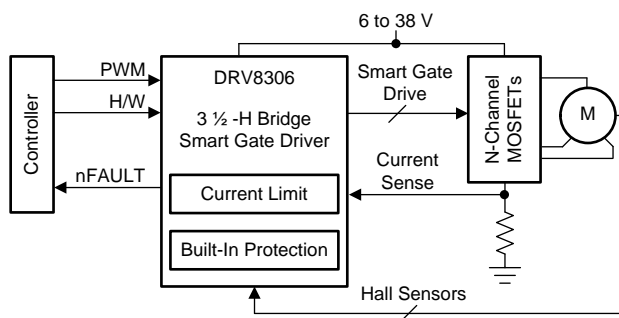 6 to 38 V
Controller
PWM
H/W
nFAULT
DRV8306
3 ½ -H Bridge
Smart Gate Driver
Current Limit
Built-In Protection
Smart Gate
Drive
Current
Sense
N-Channel
MOSFETs
M
Hall Sensors